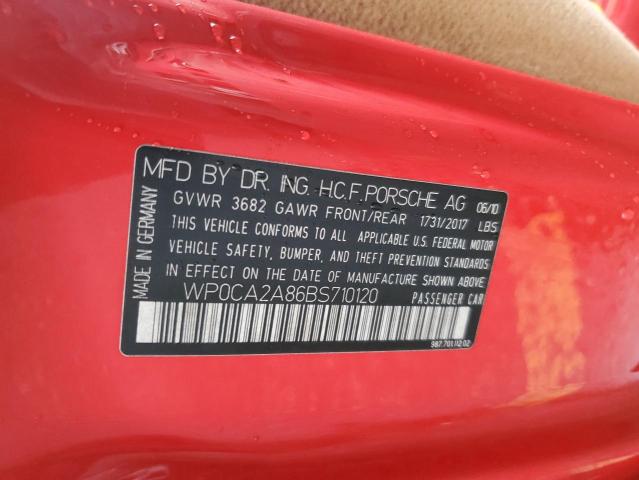 MFD BY DR. ING. H.C.F. PORSCHE AG 06/10
GVWR 3682 GAWR FRONT/REAR 1731/2017 LBS
THIS VEHICLE CONFORMS TO ALL APPLICABLE U.S. FEDERAL MOTOR
VEHICLE SAFETY, BUMPER, AND THEFT PREVENTION STANDARDS
IN EFFECT ON THE DATE OF MANUFACTURE SHOWN ABOVE.
WP0CA2A86BS710120 PASSENGER CAR
987.701.112.02
MADE IN GERMANY